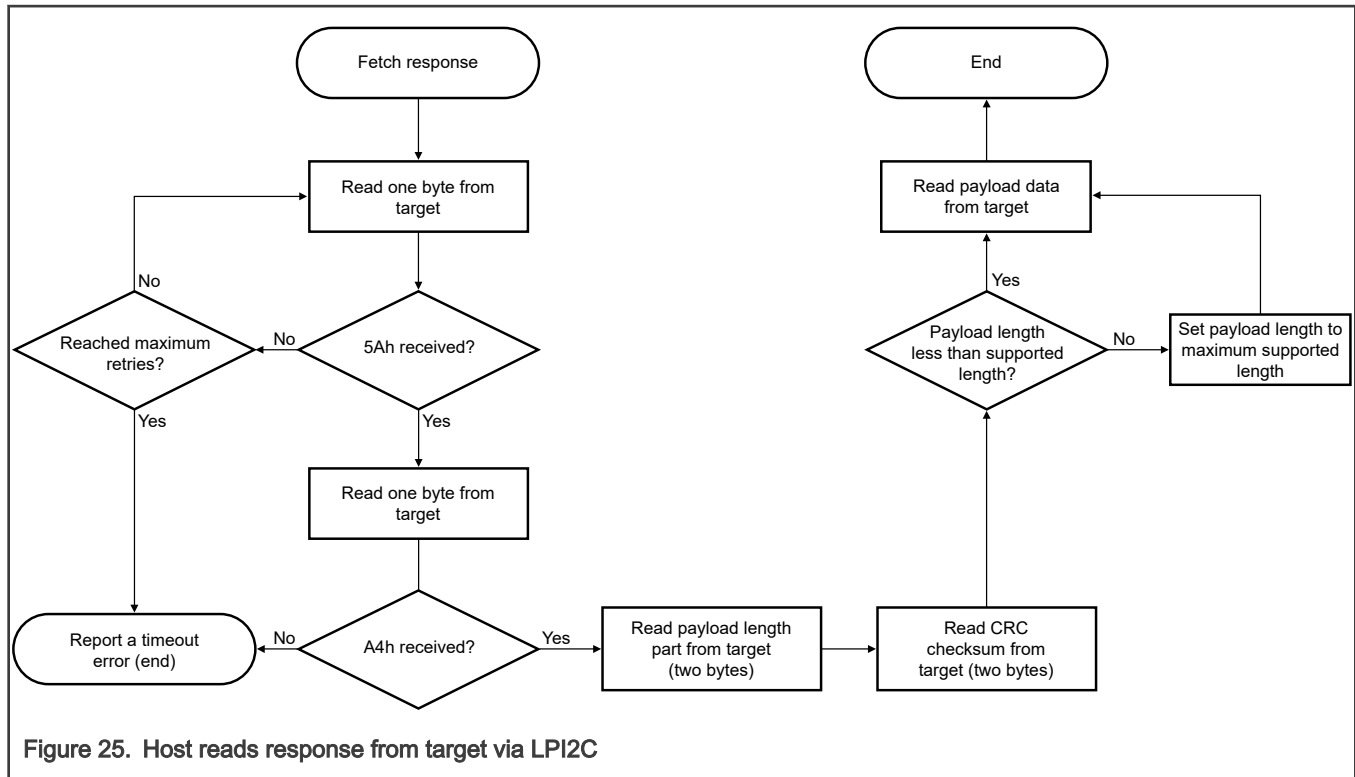 Fetch response
Read one byte from
target
No
Reached maximum
retries?
No
5Ah received?
Yes
Yes
Read one byte from
target
Report a timeout
error (end)
No
A4h received?
Yes
Read payload length
part from target
(two bytes)
Read CRC
checksum from
target (two bytes)
End
Read payload data
from target
Yes
Payload length
less than supported
length?
No
Set payload length to
maximum supported
length
Figure 25. Host reads response from target via LPI2C